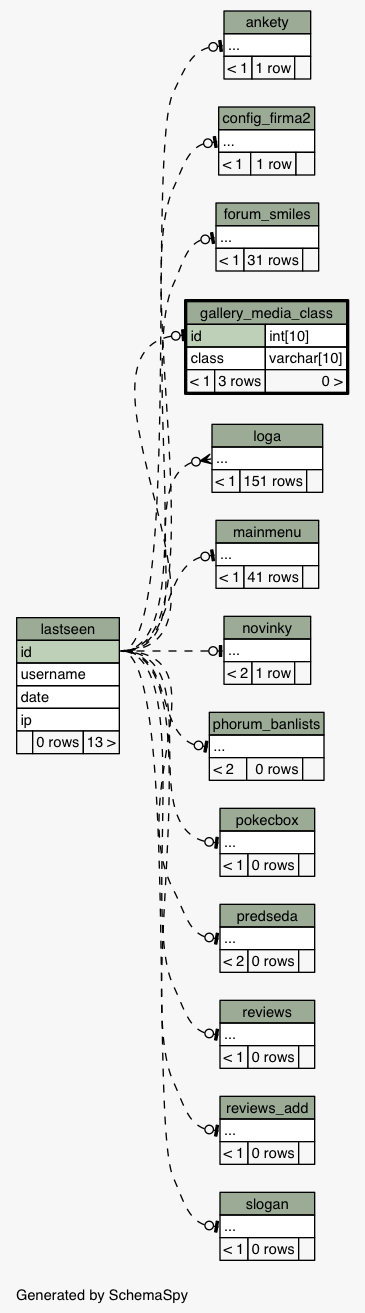 ankety
...
< 1 1 row
config_firma2
...
< 1 1 row
forum_smiles
...
< 1 31 rows
gallery_media_class
id int[10]
class varchar[10]
< 1 3 rows 0 >
loga
...
< 1 151 rows
mainmenu
...
< 1 41 rows
lastseen
id
username
date
ip
0 rows 13 >
novinky
...
< 2 1 row
phorum_banlists
...
< 2 0 rows
pokecbox
...
< 1 0 rows
predseda
...
< 2 0 rows
reviews
...
< 1 0 rows
reviews_add
...
< 1 0 rows
slogan
...
< 1 0 rows
Generated by SchemaSpy